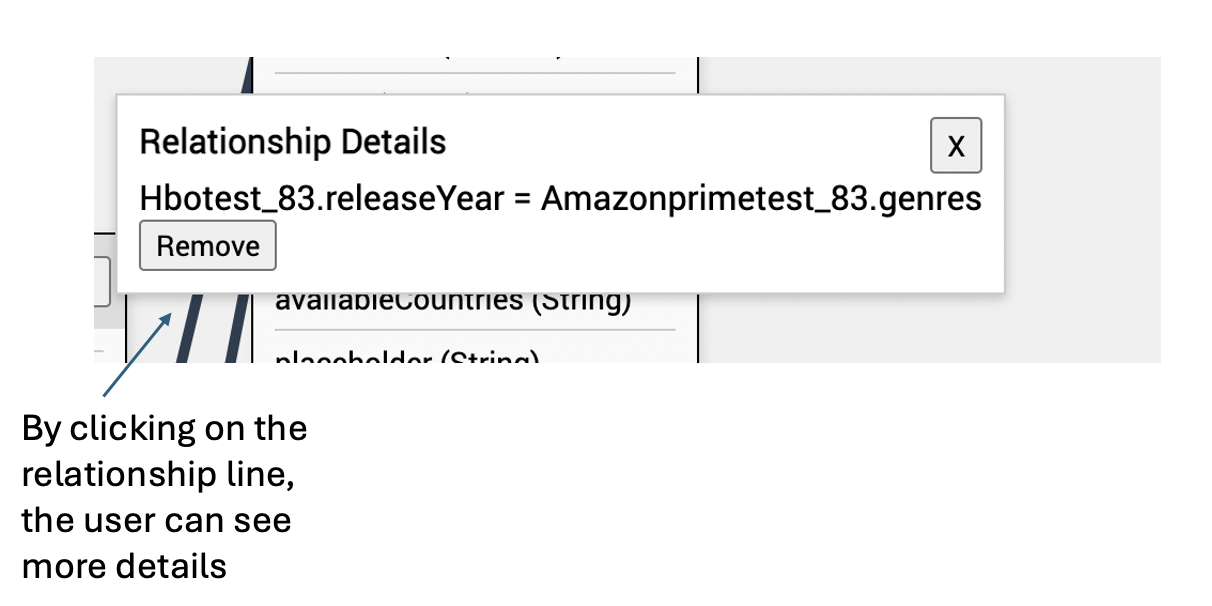 Relationship Details
X
Hbotest_83.releaseYear = Amazonprimetest_83.genres
Remove
availableCountries (String)
placeholder (String)
By clicking on the
relationship line,
the user can see
more details